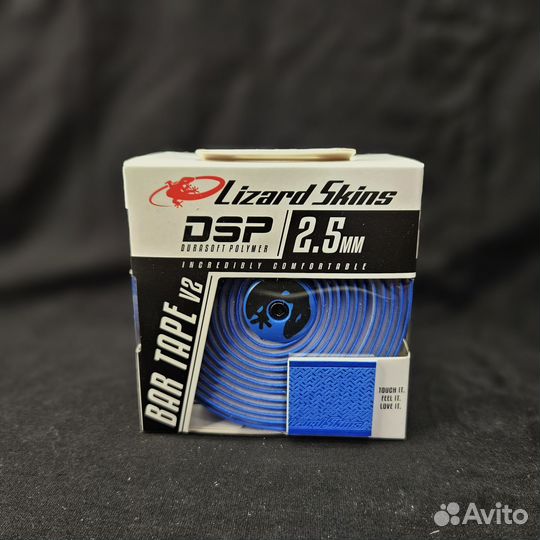 Lizard Skins
DSP
DURASOFT POLYMER
2.5MM
INCREDIBLY COMFORTABLE
BAR TAPE V2
TOUCH IT.
FEEL IT.
LOVE IT.
Avito